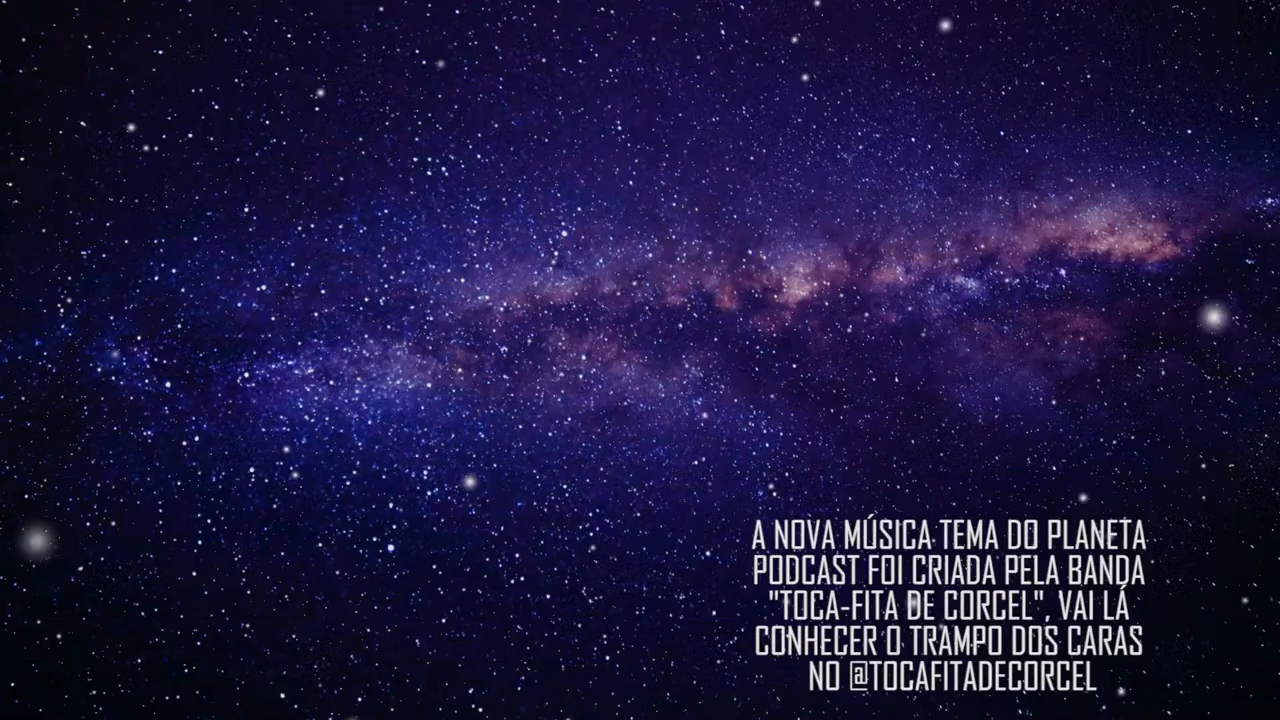 A NOVA MÚSICA TEMA DO PLANETA
PODCAST FOI CRIADA PELA BANDA
"TOCA-FITA DE CORCEL", VAI LÁ
CONHECER O TRAMPO DOS CARAS
NO @TOCAFITADECORCEL